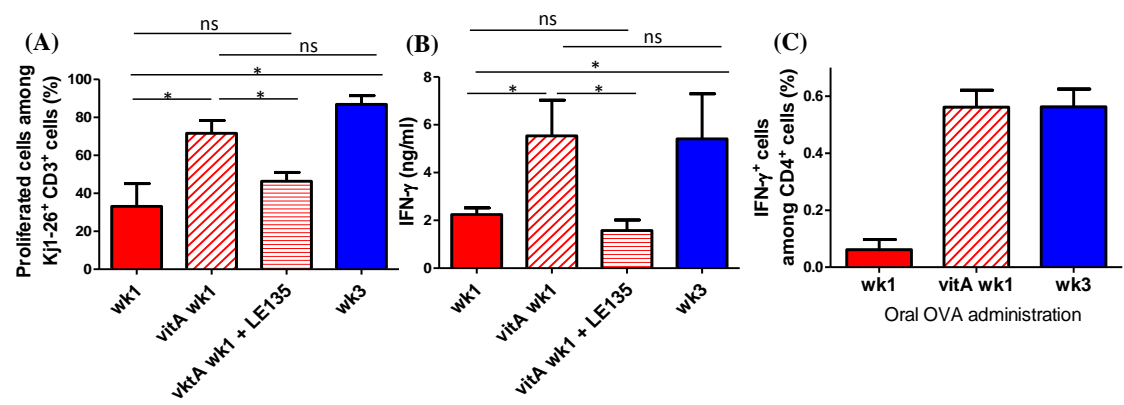 (A)
ns
ns
*
*
*
Proliferated cells among
Kj1-26+ CD3+ cells (%)
100
80
60
40
20
0
wk1
vitA wk1
vktA wk1 + LE135
wk3
(B)
ns
ns
*
*
*
IFN-γ (ng/ml)
8
6
4
2
0
wk1
vitA wk1
vitA wk1 + LE135
wk3
(C)
IFN-γ+ cells
among CD4+ cells (%)
0.6
0.4
0.2
0.0
wk1
vitA wk1
wk3
Oral OVA administration